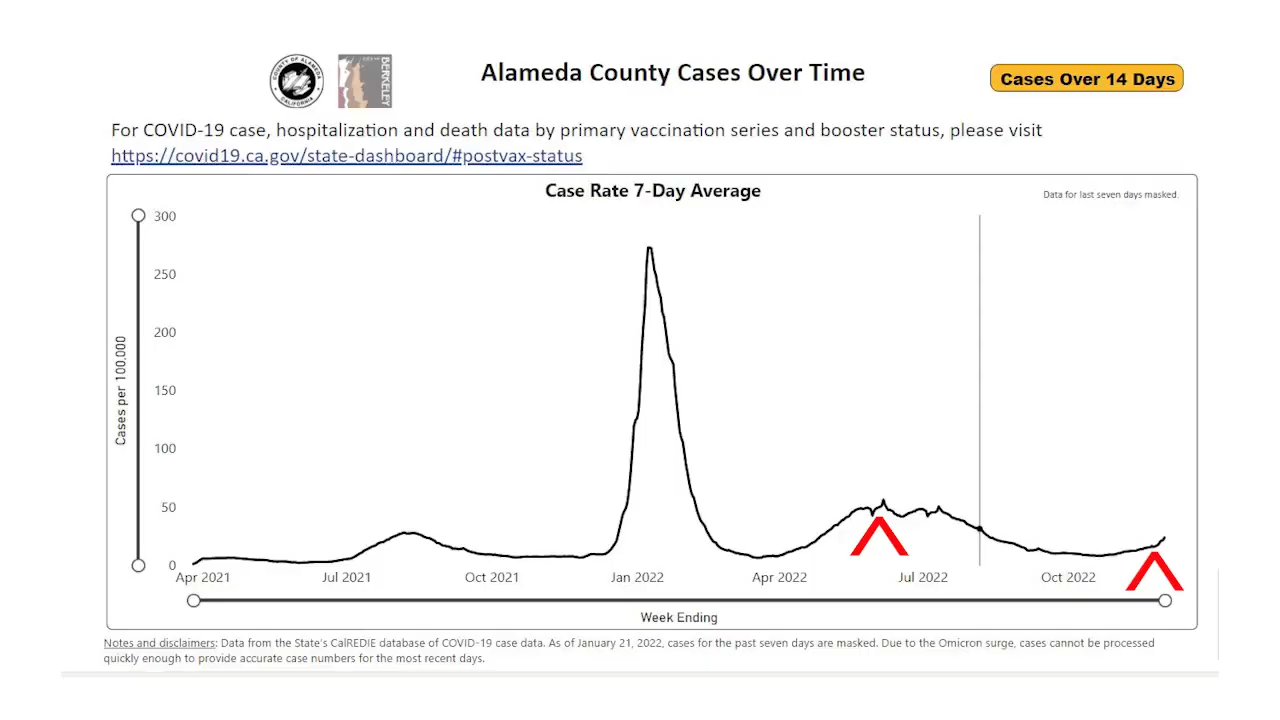 COUNTY OF ALAMEDA
CALIFORNIA
BERKELEY
Alameda County Cases Over Time
Cases Over 14 Days
For COVID-19 case, hospitalization and death data by primary vaccination series and booster status, please visit
https://covid19.ca.gov/state-dashboard/#postvax-status
Case Rate 7-Day Average
Data for last seven days masked.
Cases per 100,000
300
250
200
150
100
50
0
Apr 2021 Jul 2021 Oct 2021 Jan 2022 Apr 2022 Jul 2022 Oct 2022
Week Ending
Notes and disclaimers: Data from the State's CalREDIE database of COVID-19 case data. As of January 21, 2022, cases for the past seven days are masked. Due to the Omicron surge, cases cannot be processed
quickly enough to provide accurate case numbers for the most recent days.